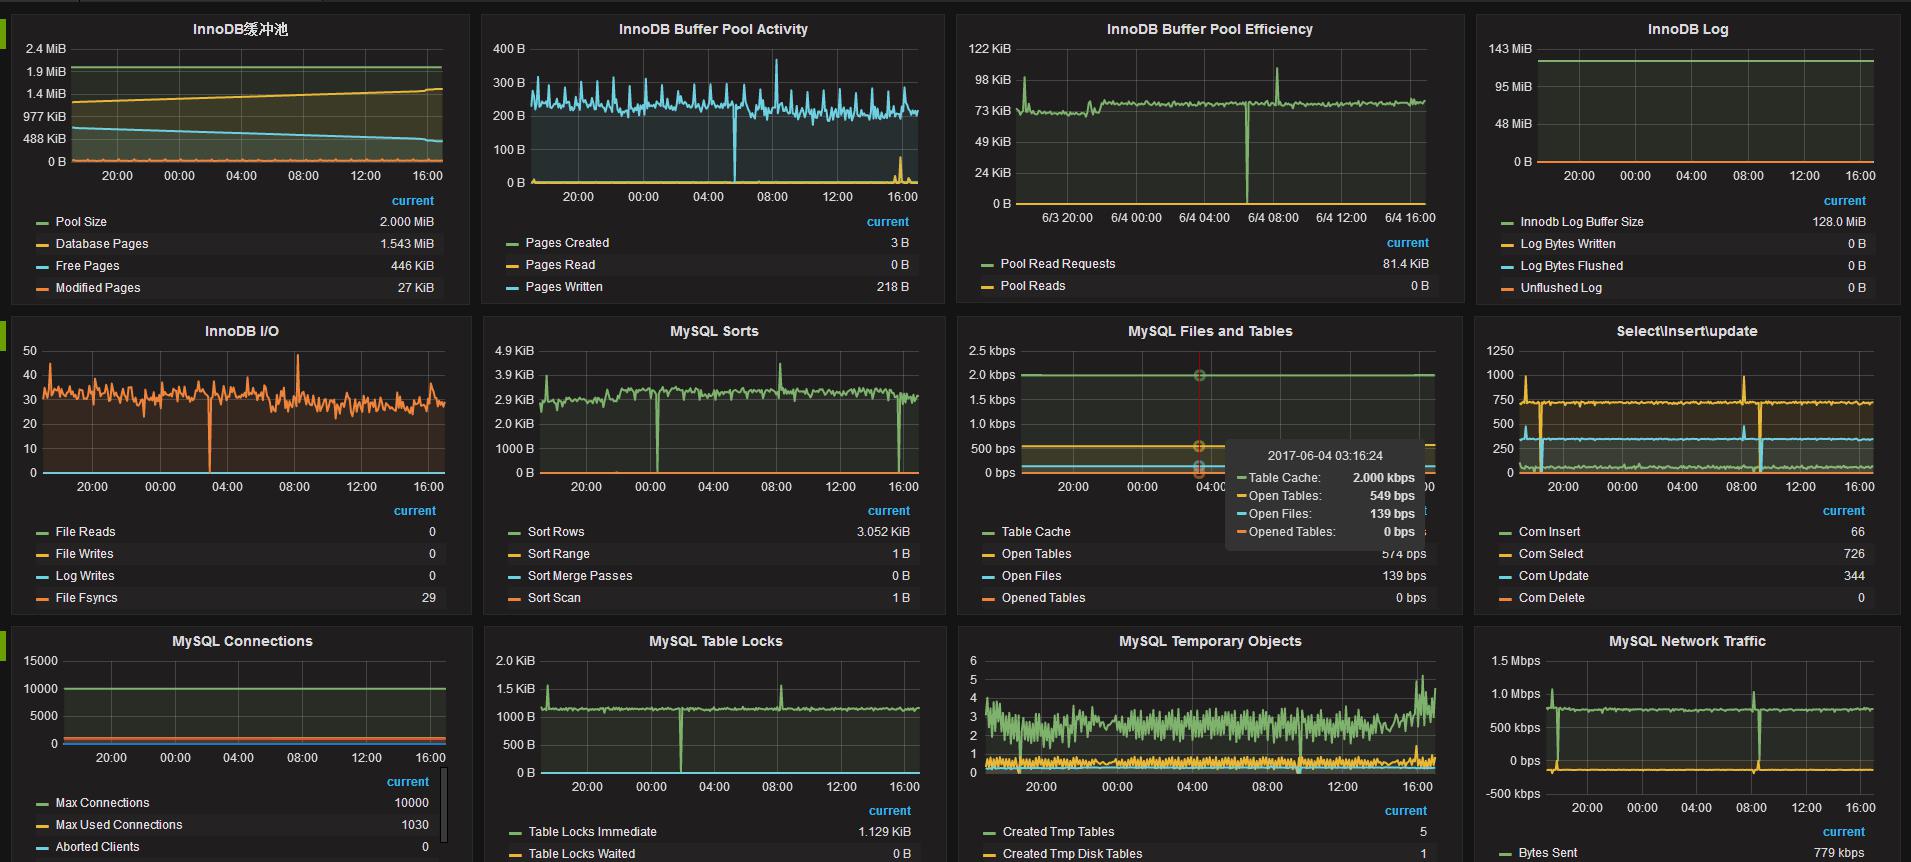 InnoDB缓冲池
2.4 MiB
1.9 MiB
1.4 MiB
977 KiB
488 KiB
0 B
20:00 00:00 04:00 08:00 12:00 16:00
current
Pool Size 2.000 MiB
Database Pages 1.543 MiB
Free Pages 446 KiB
Modified Pages 27 KiB
InnoDB Buffer Pool Activity
400 B
300 B
200 B
100 B
0 B
20:00 00:00 04:00 08:00 12:00 16:00
current
Pages Created 3 B
Pages Read 0 B
Pages Written 218 B
InnoDB Buffer Pool Efficiency
122 KiB
98 KiB
73 KiB
49 KiB
24 KiB
0 B
6/3 20:00 6/4 00:00 6/4 04:00 6/4 08:00 6/4 12:00 6/4 16:00
current
Pool Read Requests 81.4 KiB
Pool Reads 0 B
InnoDB Log
143 MiB
95 MiB
48 MiB
0 B
20:00 00:00 04:00 08:00 12:00 16:00
current
Innodb Log Buffer Size 128.0 MiB
Log Bytes Written 0 B
Log Bytes Flushed 0 B
Unflushed Log 0 B
InnoDB I/O
50
40
30
20
10
0
20:00 00:00 04:00 08:00 12:00 16:00
current
File Reads 0
File Writes 0
Log Writes 0
File Fsyncs 29
MySQL Sorts
4.9 KiB
3.9 KiB
2.9 KiB
2.0 KiB
1000 B
0 B
20:00 00:00 04:00 08:00 12:00 16:00
current
Sort Rows 3.052 KiB
Sort Range 1 B
Sort Merge Passes 0 B
Sort Scan 1 B
MySQL Files and Tables
2.5 kbps
2.0 kbps
1.5 kbps
1.0 kbps
500 bps
0 bps
20:00 00:00 04:00
2017-06-04 03:16:24
Table Cache: 2.000 kbps
Open Tables: 549 bps
Open Files: 139 bps
Opened Tables: 0 bps
Table Cache
Open Tables 574 bps
Open Files 139 bps
Opened Tables 0 bps
Select\Insert\update
1250
1000
750
500
250
0
20:00 00:00 04:00 08:00 12:00 16:00
current
Com Insert 66
Com Select 726
Com Update 344
Com Delete 0
MySQL Connections
15000
10000
5000
0
20:00 00:00 04:00 08:00 12:00 16:00
current
Max Connections 10000
Max Used Connections 1030
Aborted Clients 0
MySQL Table Locks
2.0 KiB
1.5 KiB
1000 B
500 B
0 B
20:00 00:00 04:00 08:00 12:00 16:00
current
Table Locks Immediate 1.129 KiB
Table Locks Waited 0 B
MySQL Temporary Objects
6
5
4
3
2
1
0
20:00 00:00 04:00 08:00 12:00 16:00
current
Created Tmp Tables 5
Created Tmp Disk Tables 1
MySQL Network Traffic
1.5 Mbps
1.0 Mbps
500 kbps
0 bps
-500 kbps
20:00 00:00 04:00 08:00 12:00 16:00
current
Bytes Sent 779 kbps